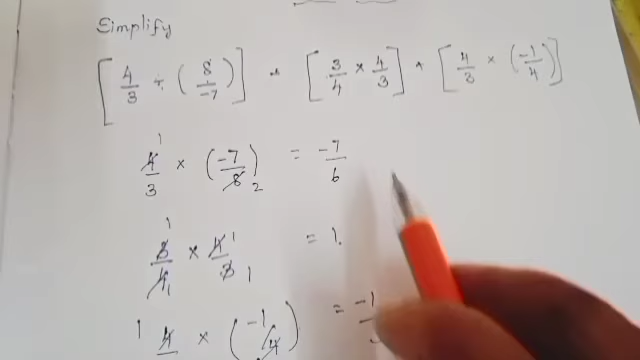 Simplify
[4/3 ÷ (8/-7)] + [3/4 × 4/3] + [4/3 × (-1/4)]
4/3 × (-7/8) = -7/6
3/4 × 4/3 = 1.
4 × (-1/4) = -1